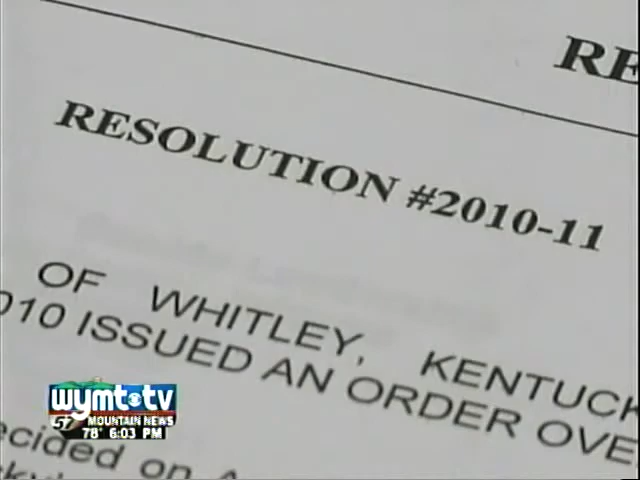 RE
RESOLUTION #2010-11
OF WHITLEY, KENTUCK
010 ISSUED AN ORDER OVE
ecided on A
wymt-tv
57 MOUNTAIN NEWS
78° 6:03 PM